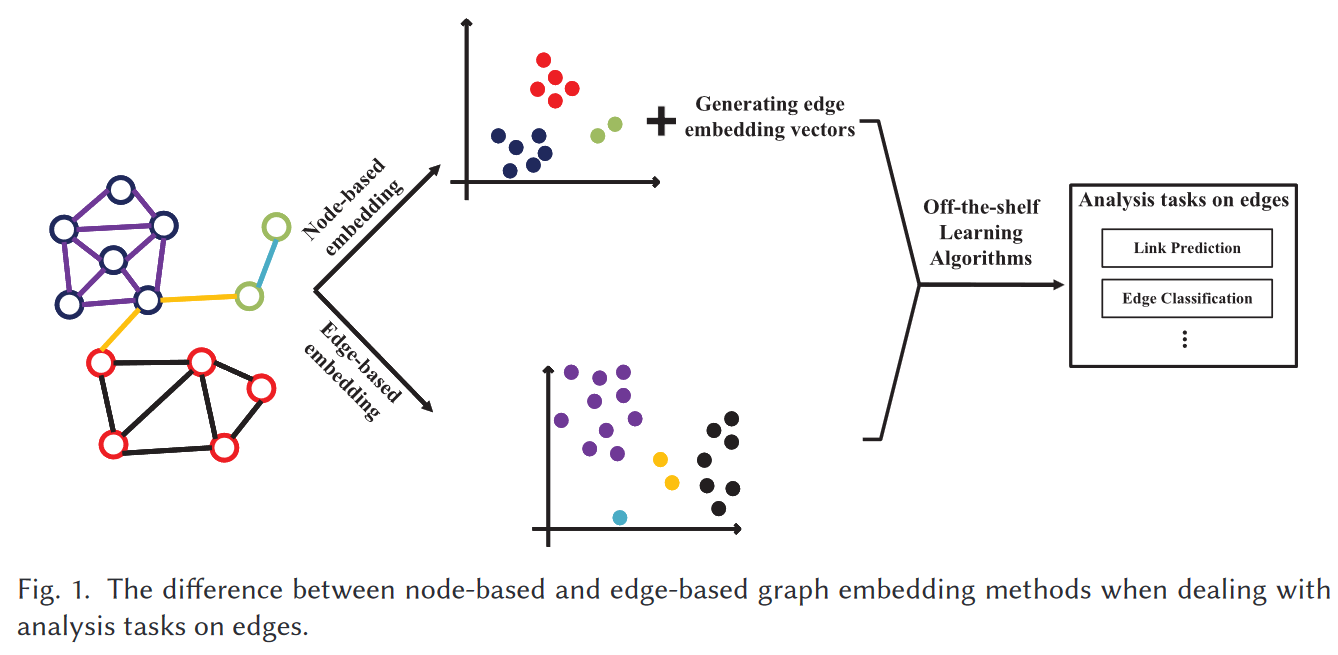 Node-based
embedding
Edge-based
embedding
Generating edge
embedding vectors
Off-the-shelf
Learning
Algorithms
Analysis tasks on edges
Link Prediction
Edge Classification
Fig. 1. The difference between node-based and edge-based graph embedding methods when dealing with
analysis tasks on edges.